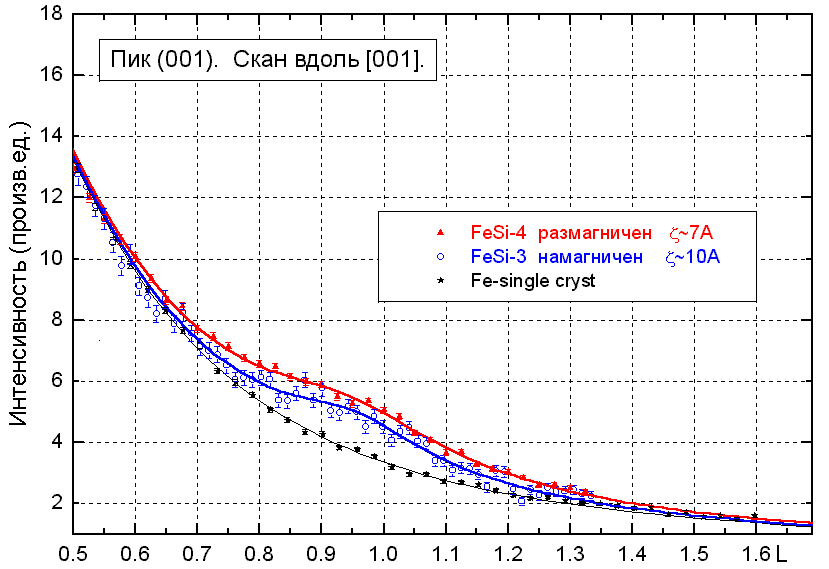 18
16
14
12
10
8
6
4
2
Интенсивность (произв.ед.)
Пик (001). Скан вдоль [001].
FeSi-4 размагничен ζ~7A
FeSi-3 намагничен ζ~10A
Fe-single cryst
0.5 0.6 0.7 0.8 0.9 1.0 1.1 1.2 1.3 1.4 1.5 1.6 L